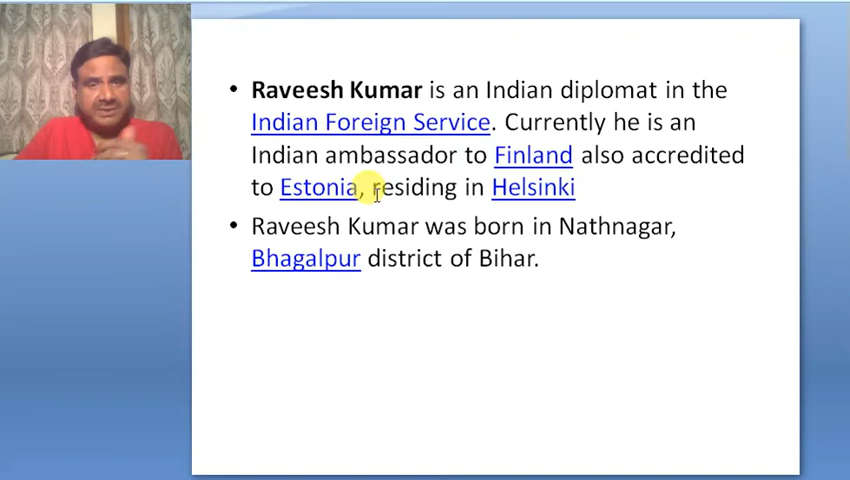 • Raveesh Kumar is an Indian diplomat in the
Indian Foreign Service. Currently he is an
Indian ambassador to Finland also accredited
to Estonia, residing in Helsinki
• Raveesh Kumar was born in Nathnagar,
Bhagalpur district of Bihar.